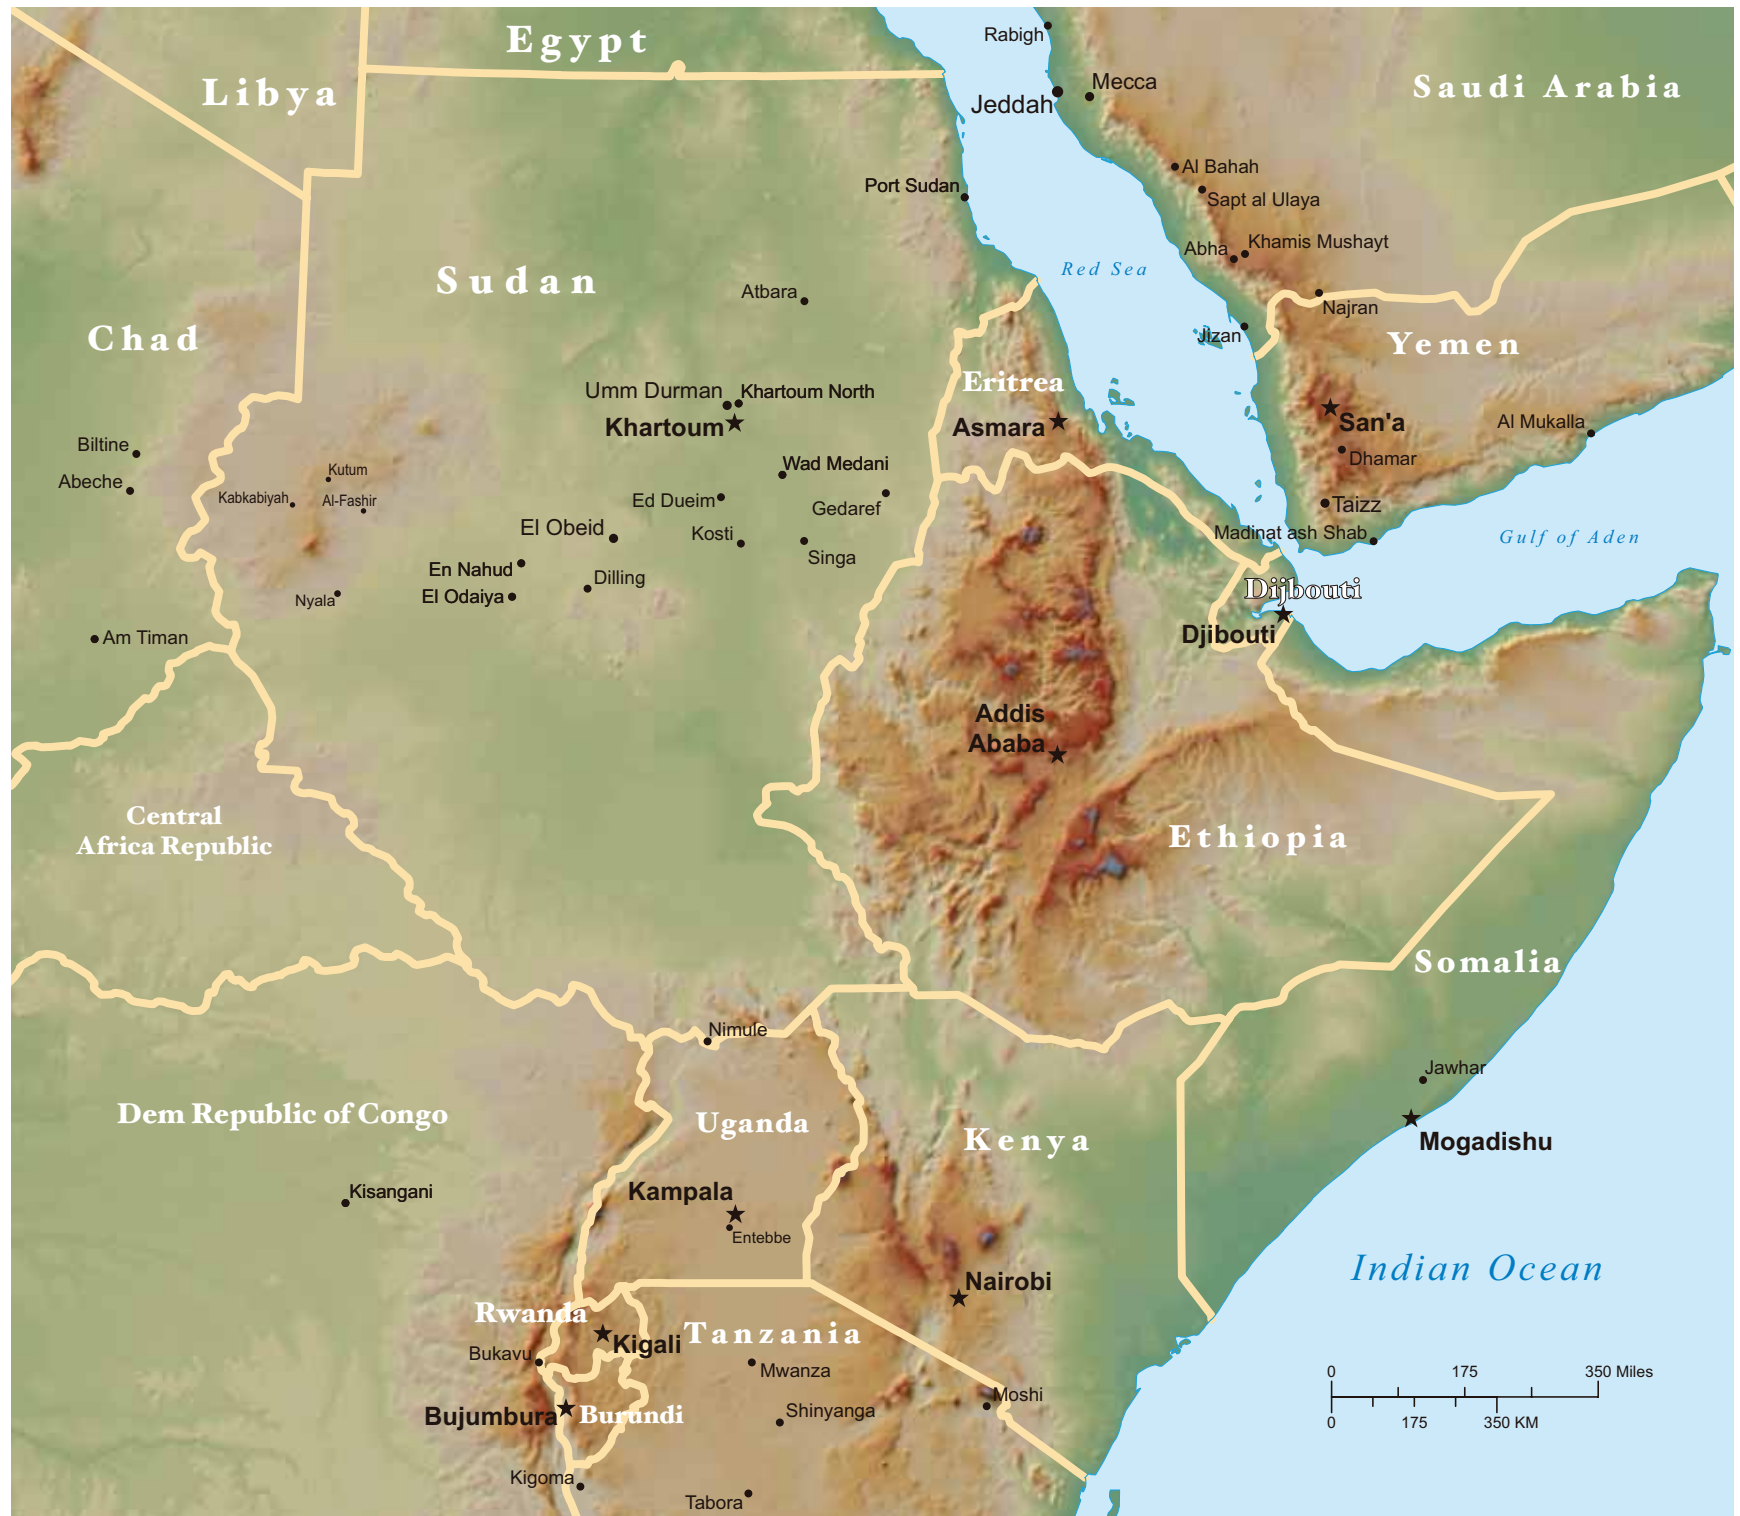 Egypt
Rabigh
Libya
Mecca
Saudi Arabia
Jeddah
Al Bahah
Port Sudan
Sapt al Ulaya
Khamis Mushayt
Abha
Red Sea
Sudan
Atbara
Najran
Chad
Jizan
Yemen
Eritrea
Umm Durman
Khartoum North
Khartoum
Asmara
San'a
Al Mukalla
Biltine
Dhamar
Wad Medani
Kutum
Abeche
Kabkabiyah
Al-Fashir
Ed Dueim
Gedaref
Taizz
El Obeid
Kosti
Madinat ash Shab
Gulf of Aden
Singa
En Nahud
Dilling
El Odaiya
Nyala
Dijbouti
Djibouti
Am Timan
Addis
Ababa
Central
Africa Republic
Ethiopia
Somalia
Nimule
Jawhar
Dem Republic of Congo
Uganda
Kenya
Mogadishu
Kisangani
Kampala
Entebbe
Indian Ocean
Nairobi
Rwanda
Tanzania
Kigali
Bukavu
Mwanza
0 175 350 Miles
Moshi
Shinyanga
Bujumbura
Burundi
0 175 350 KM
Kigoma
Tabora